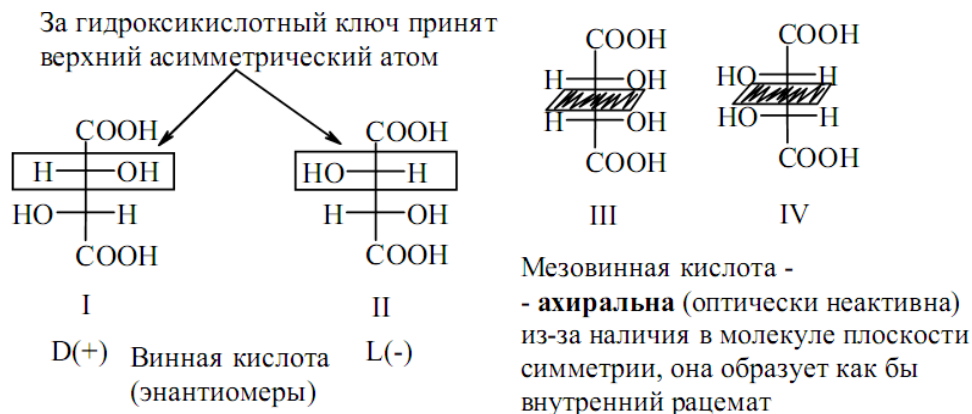 За гидроксикислотный ключ принят
верхний асимметрический атом
COOH
H OH
HO H
COOH
I
D(+)
COOH
HO H
H OH
COOH
II
L(-)
Винная кислота
(энантиомеры)
COOH
H OH
H OH
COOH
III
COOH
HO H
HO H
COOH
IV
Мезовинная кислота -
- ахиральна (оптически неактивна)
из-за наличия в молекуле плоскости
симметрии, она образует как бы
внутренний рацемат